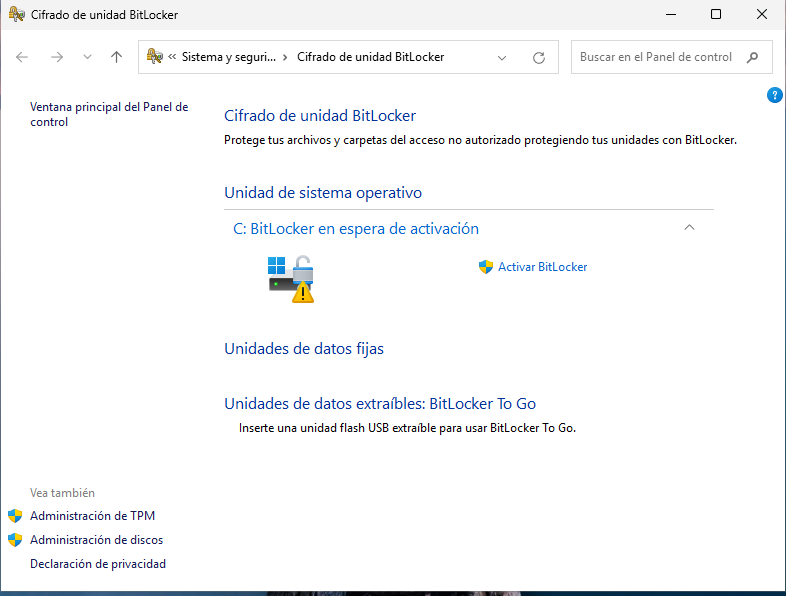 Cifrado de unidad BitLocker
« Sistema y seguri... › Cifrado de unidad BitLocker
Buscar en el Panel de control
?
Ventana principal del Panel de
control
Cifrado de unidad BitLocker
Protege tus archivos y carpetas del acceso no autorizado protegiendo tus unidades con BitLocker.
Unidad de sistema operativo
C: BitLocker en espera de activación
Activar BitLocker
Unidades de datos fijas
Unidades de datos extraíbles: BitLocker To Go
Inserte una unidad flash USB extraíble para usar BitLocker To Go.
Vea también
Administración de TPM
Administración de discos
Declaración de privacidad